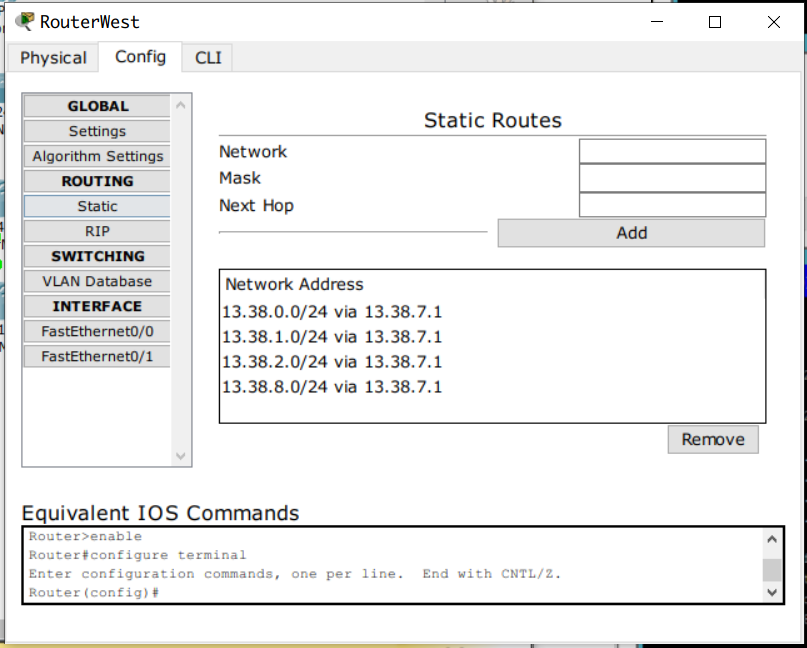 RouterWest
Physical
Config
CLI
GLOBAL
Settings
Algorithm Settings
ROUTING
Static
RIP
SWITCHING
VLAN Database
INTERFACE
FastEthernet0/0
FastEthernet0/1
Static Routes
Network
Mask
Next Hop
Add
Network Address
13.38.0.0/24 via 13.38.7.1
13.38.1.0/24 via 13.38.7.1
13.38.2.0/24 via 13.38.7.1
13.38.8.0/24 via 13.38.7.1
Remove
Equivalent IOS Commands
Router>enable
Router#configure terminal
Enter configuration commands, one per line.  End with CNTL/Z.
Router(config)#